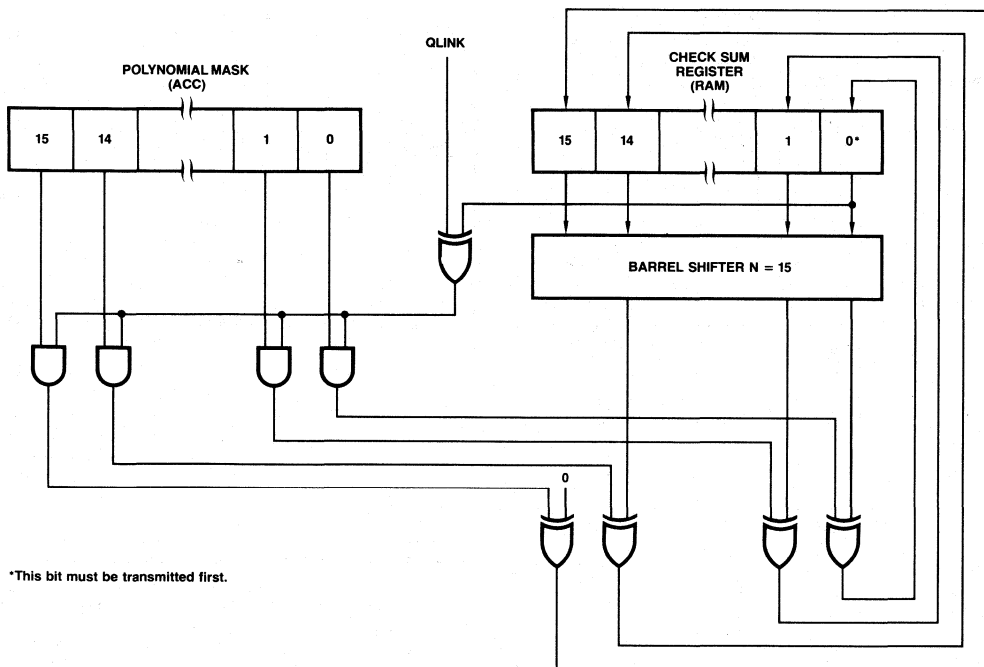 QLINK
POLYNOMIAL MASK
(ACC)
CHECK SUM
REGISTER
(RAM)
15 14 1 0
15 14 1 0*
BARREL SHIFTER N = 15
0
*This bit must be transmitted first.